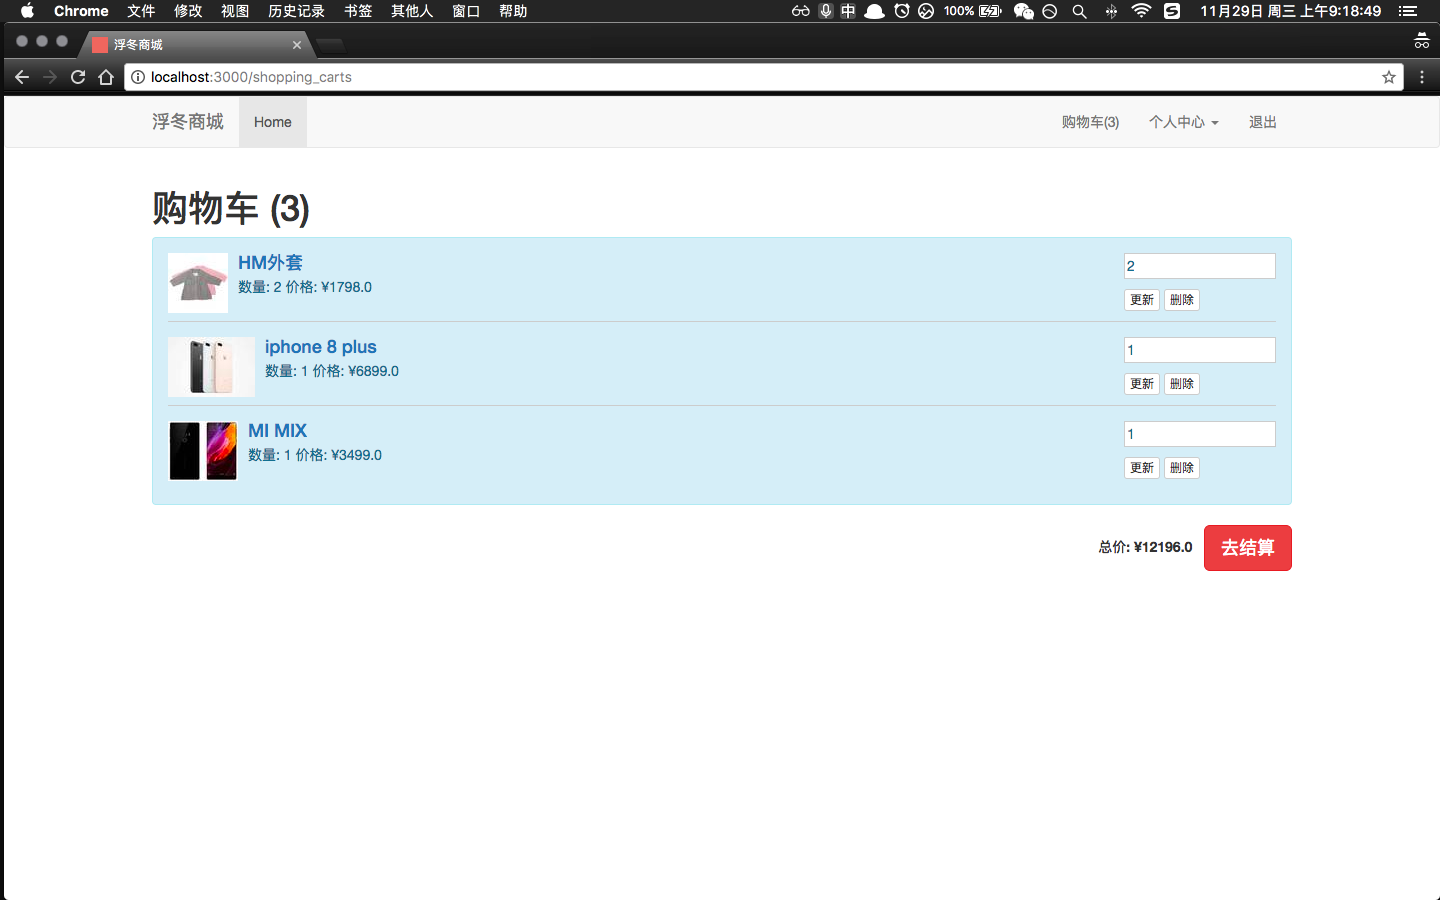 Chrome 文件 修改 视图 历史记录 书签 其他人 窗口 帮助 中 100% 11月29日 周三 上午9:18:49
浮冬商城
localhost:3000/shopping_carts
浮冬商城 Home 购物车(3) 个人中心 退出
购物车 (3)
HM外套 2
数量: 2 价格: ¥1798.0
更新 删除
iphone 8 plus 1
数量: 1 价格: ¥6899.0
更新 删除
MI MIX 1
数量: 1 价格: ¥3499.0
更新 删除
总价: ¥12196.0 去结算